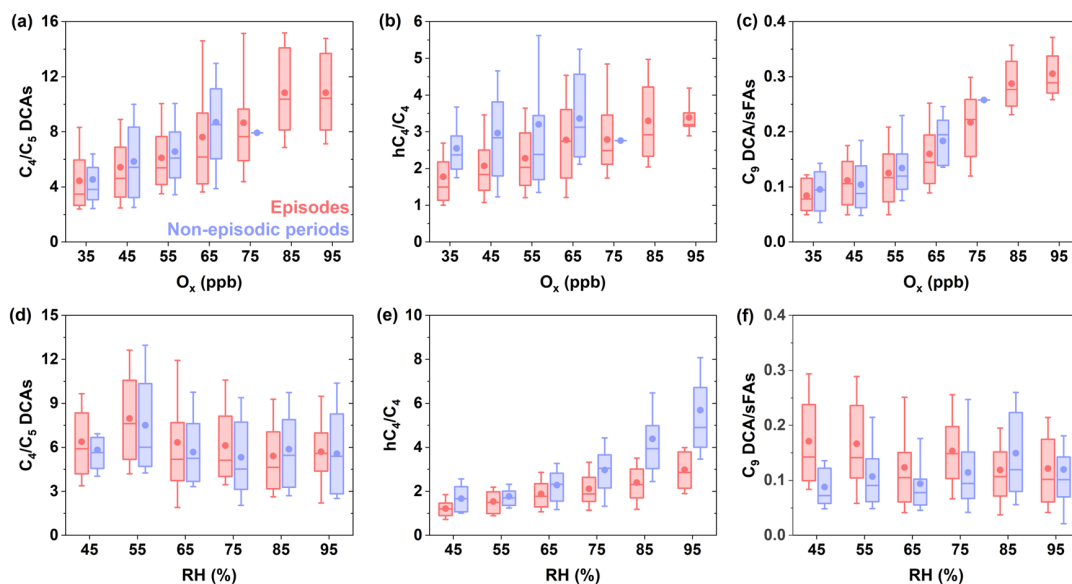 (a)
C₄/C₅ DCAs
16
12
8
4
0
35 45 55 65 75 85 95
Oₓ (ppb)
Episodes
Non-episodic periods
(b)
hC₄/C₄
6
5
4
3
2
1
0
35 45 55 65 75 85 95
Oₓ (ppb)
(c)
C₉ DCA/sFAs
0.4
0.3
0.2
0.1
0.0
35 45 55 65 75 85 95
Oₓ (ppb)
(d)
C₄/C₅ DCAs
15
12
9
6
3
0
45 55 65 75 85 95
RH (%)
(e)
hC₄/C₄
10
8
6
4
2
0
45 55 65 75 85 95
RH (%)
(f)
C₉ DCA/sFAs
0.4
0.3
0.2
0.1
0.0
45 55 65 75 85 95
RH (%)